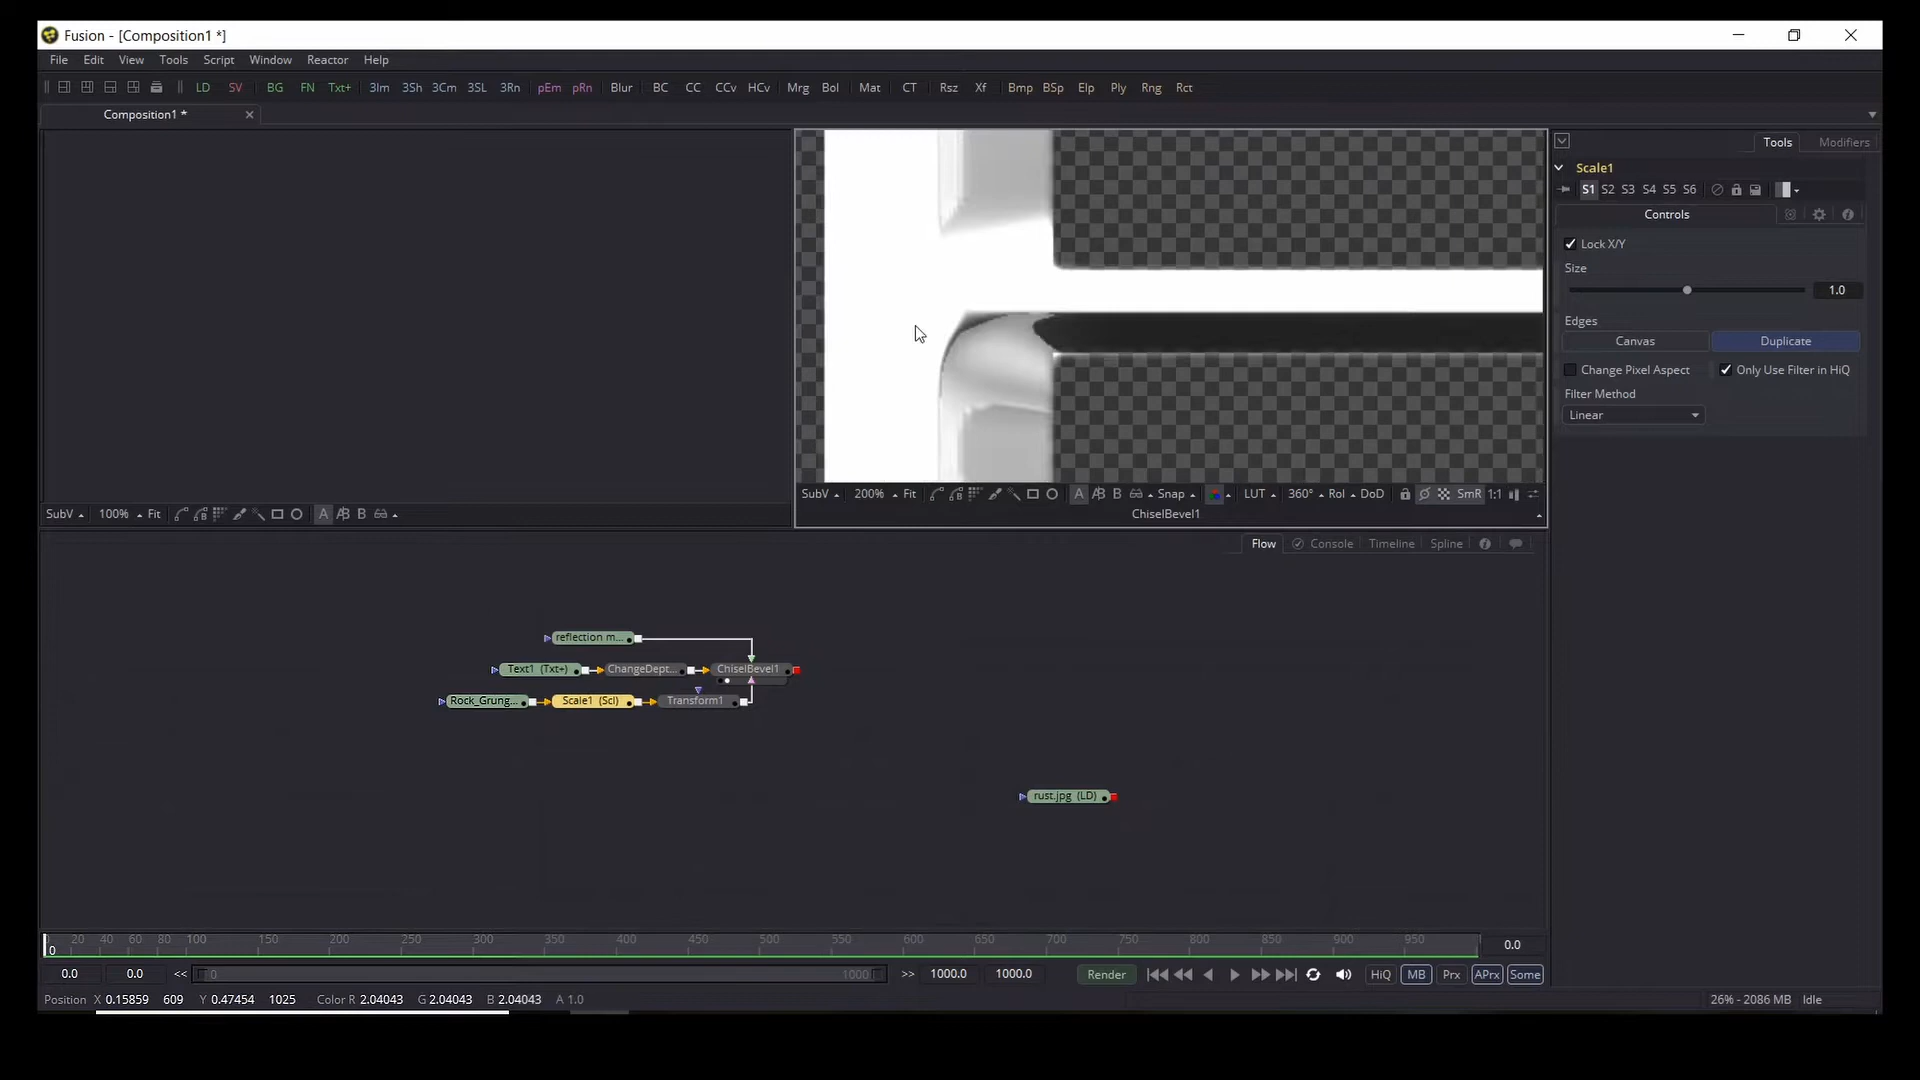 Fusion - [Composition1 *]
File Edit View Tools Script Window Reactor Help
LD SV BG FN Txt+ 3Im 3Sh 3Cm 3SL 3Rn pEm pRn Blur BC CC CCv HCv Mrg Bol Mat CT Rsz Xf Bmp BSp Elp Ply Rng Rct
Composition1 *
Tools Modifiers
Scale1
S1 S2 S3 S4 S5 S6
Controls
Lock X/Y
Size
1.0
Edges
Canvas Duplicate
Change Pixel Aspect Only Use Filter in HiQ
Filter Method
Linear
SubV 200% Fit A B Snap LUT 360° RoI DoD SmR 1:1
SubV 100% Fit A B
ChiselBevel1
Flow Console Timeline Spline
reflection m...
Text1 (Txt+) ChangeDept... ChiselBevel1
Rock_Grung... Scale1 (Scl) Transform1
rust.jpg (LD)
0 20 40 60 80 100 150 200 250 300 350 400 450 500 550 600 650 700 750 800 850 900 950 0.0
0.0 0.0 << 0 1000 >> 1000.0 1000.0 Render HiQ MB Prx APrx Some
Position X 0.15859 609 Y 0.47454 1025 Color R 2.04043 G 2.04043 B 2.04043 A 1.0 26% - 2086 MB Idle